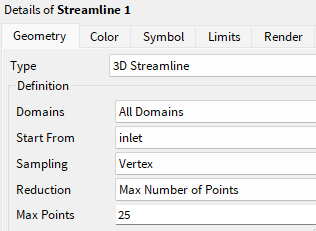 Details of Streamline 1
Geometry Color Symbol Limits Render
Type 3D Streamline
Definition
Domains All Domains
Start From inlet
Sampling Vertex
Reduction Max Number of Points
Max Points 25